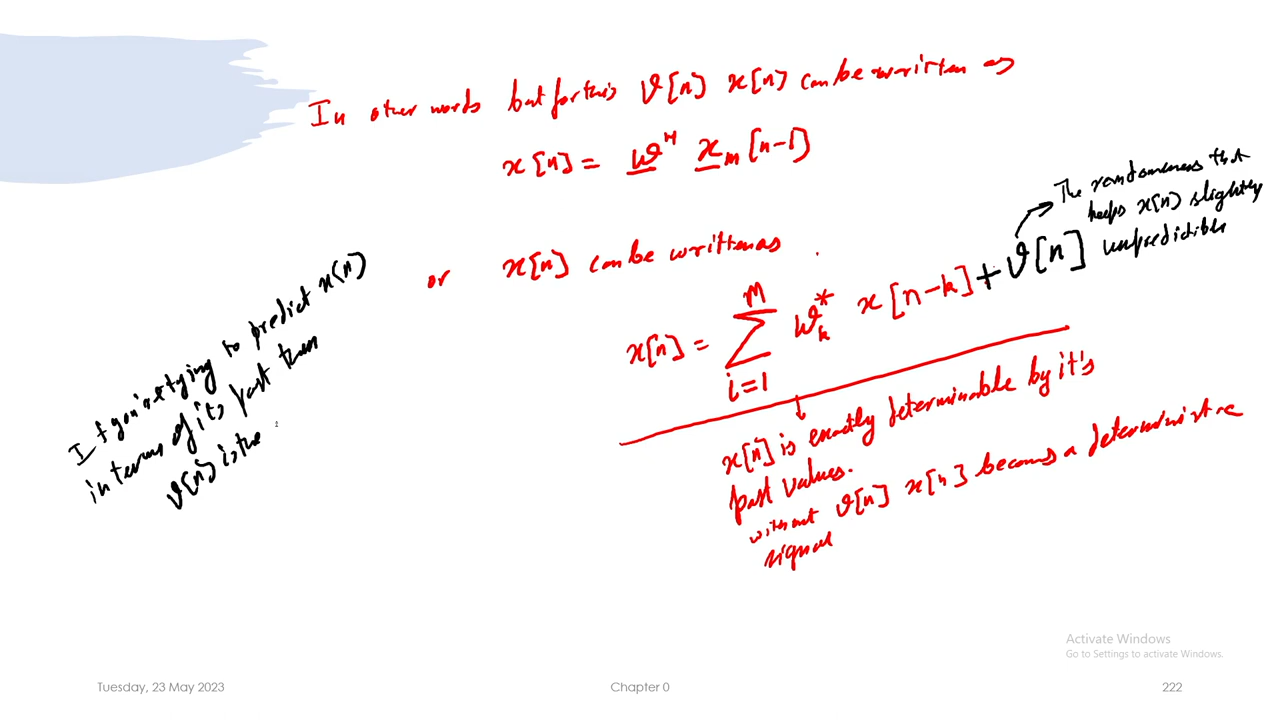 In other words but for this ϑ[n] x[n] can be written as
x[n] = w^H x_m [n-1]
or x[n] can be written as .
x[n] = \sum_{i=1}^{M} w_k^* x[n-k] + ϑ[n]
The randomness that
keeps x(n) slightly
unpredictible
x[n] is exactly determinable by it's
past values.
without ϑ[n] x[n] becomes a deterministic
signal
If you're trying to predict x(n)
in terms of its past then
ϑ[n] is the
Activate Windows
Go to Settings to activate Windows.
Tuesday, 23 May 2023
Chapter 0
222